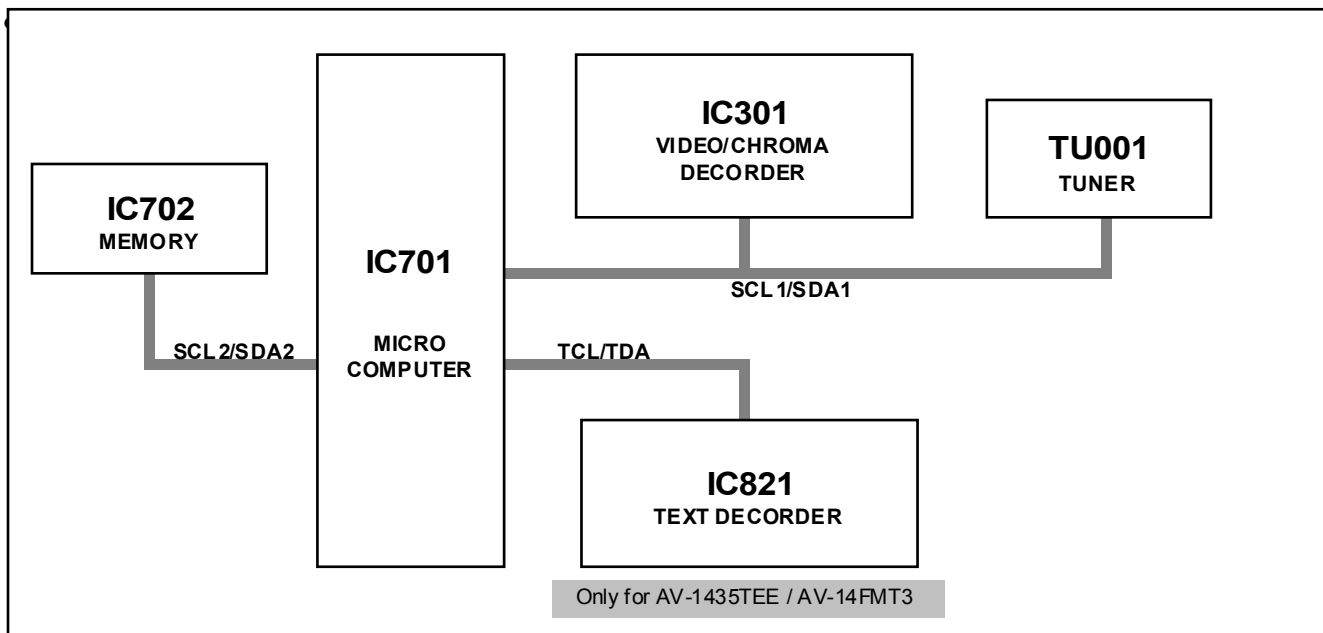 IC301
VIDEO/CHROMA
DECORDER
TU001
TUNER
IC702
MEMORY
IC701
MICRO
COMPUTER
SCL1/SDA1
SCL2/SDA2
TCL/TDA
IC821
TEXT DECORDER
Only for AV-1435TEE / AV-14FMT3